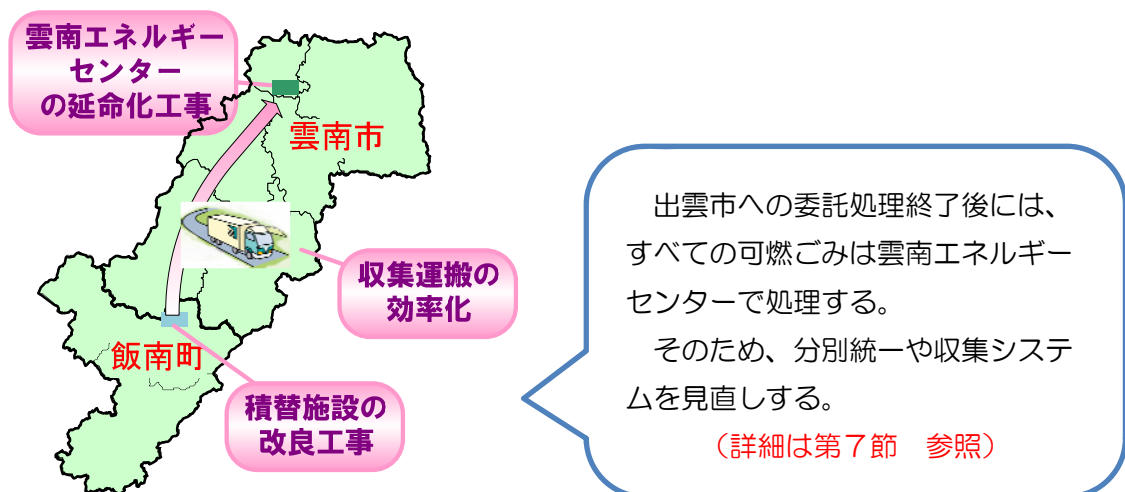 雲南エネルギー
センター
の延命化工事
雲南市
収集運搬の
効率化
飯南町
積替施設の
改良工事
出雲市への委託処理終了後には、
すべての可燃ごみは雲南エネルギー
センターで処理する。
そのため、分別統一や収集システ
ムを見直しする。
（詳細は第７節　参照）